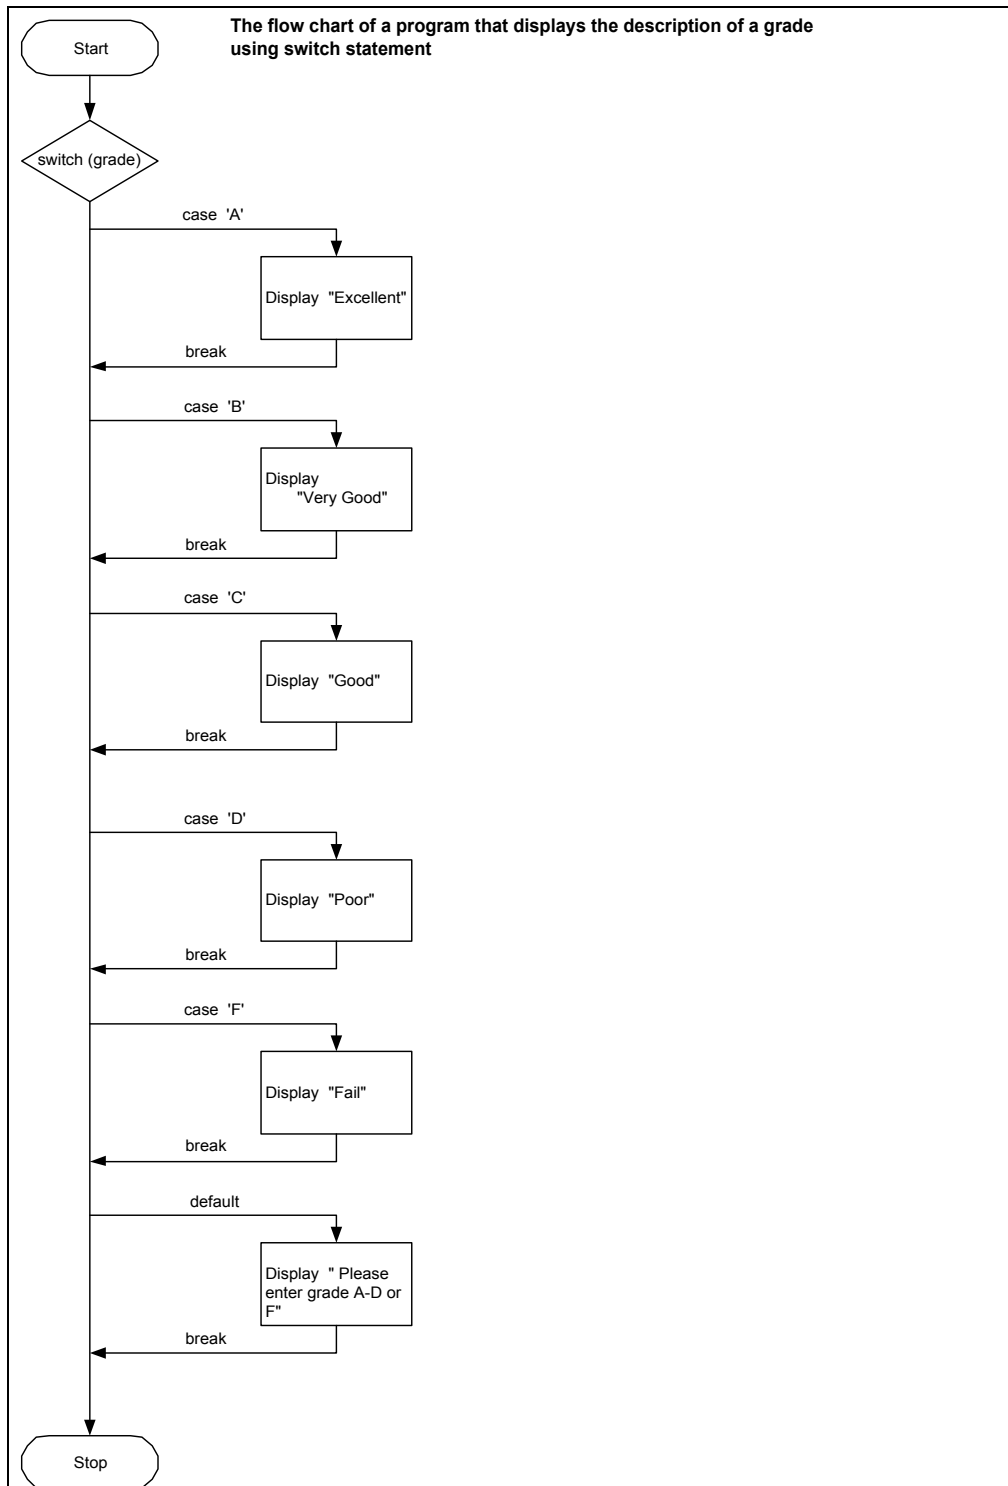 The flow chart of a program that displays the description of a grade
using switch statement
Start
switch (grade)
case 'A'
Display "Excellent"
break
case 'B'
Display
"Very Good"
break
case 'C'
Display "Good"
break
case 'D'
Display "Poor"
break
case 'F'
Display "Fail"
break
default
Display " Please
enter grade A-D or
F"
break
Stop